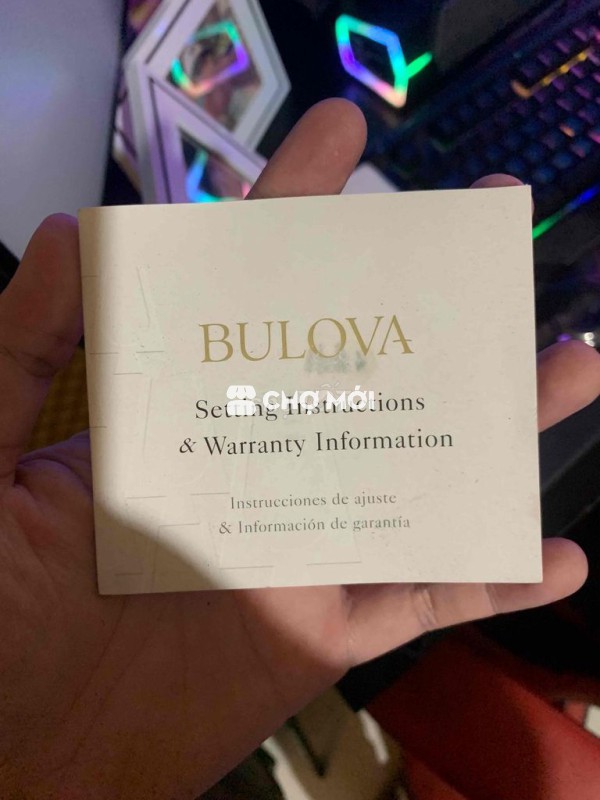 BULOVA
CHỢ MỚI
Setting Instructions
& Warranty Information
Instrucciones de ajuste
& Información de garantía